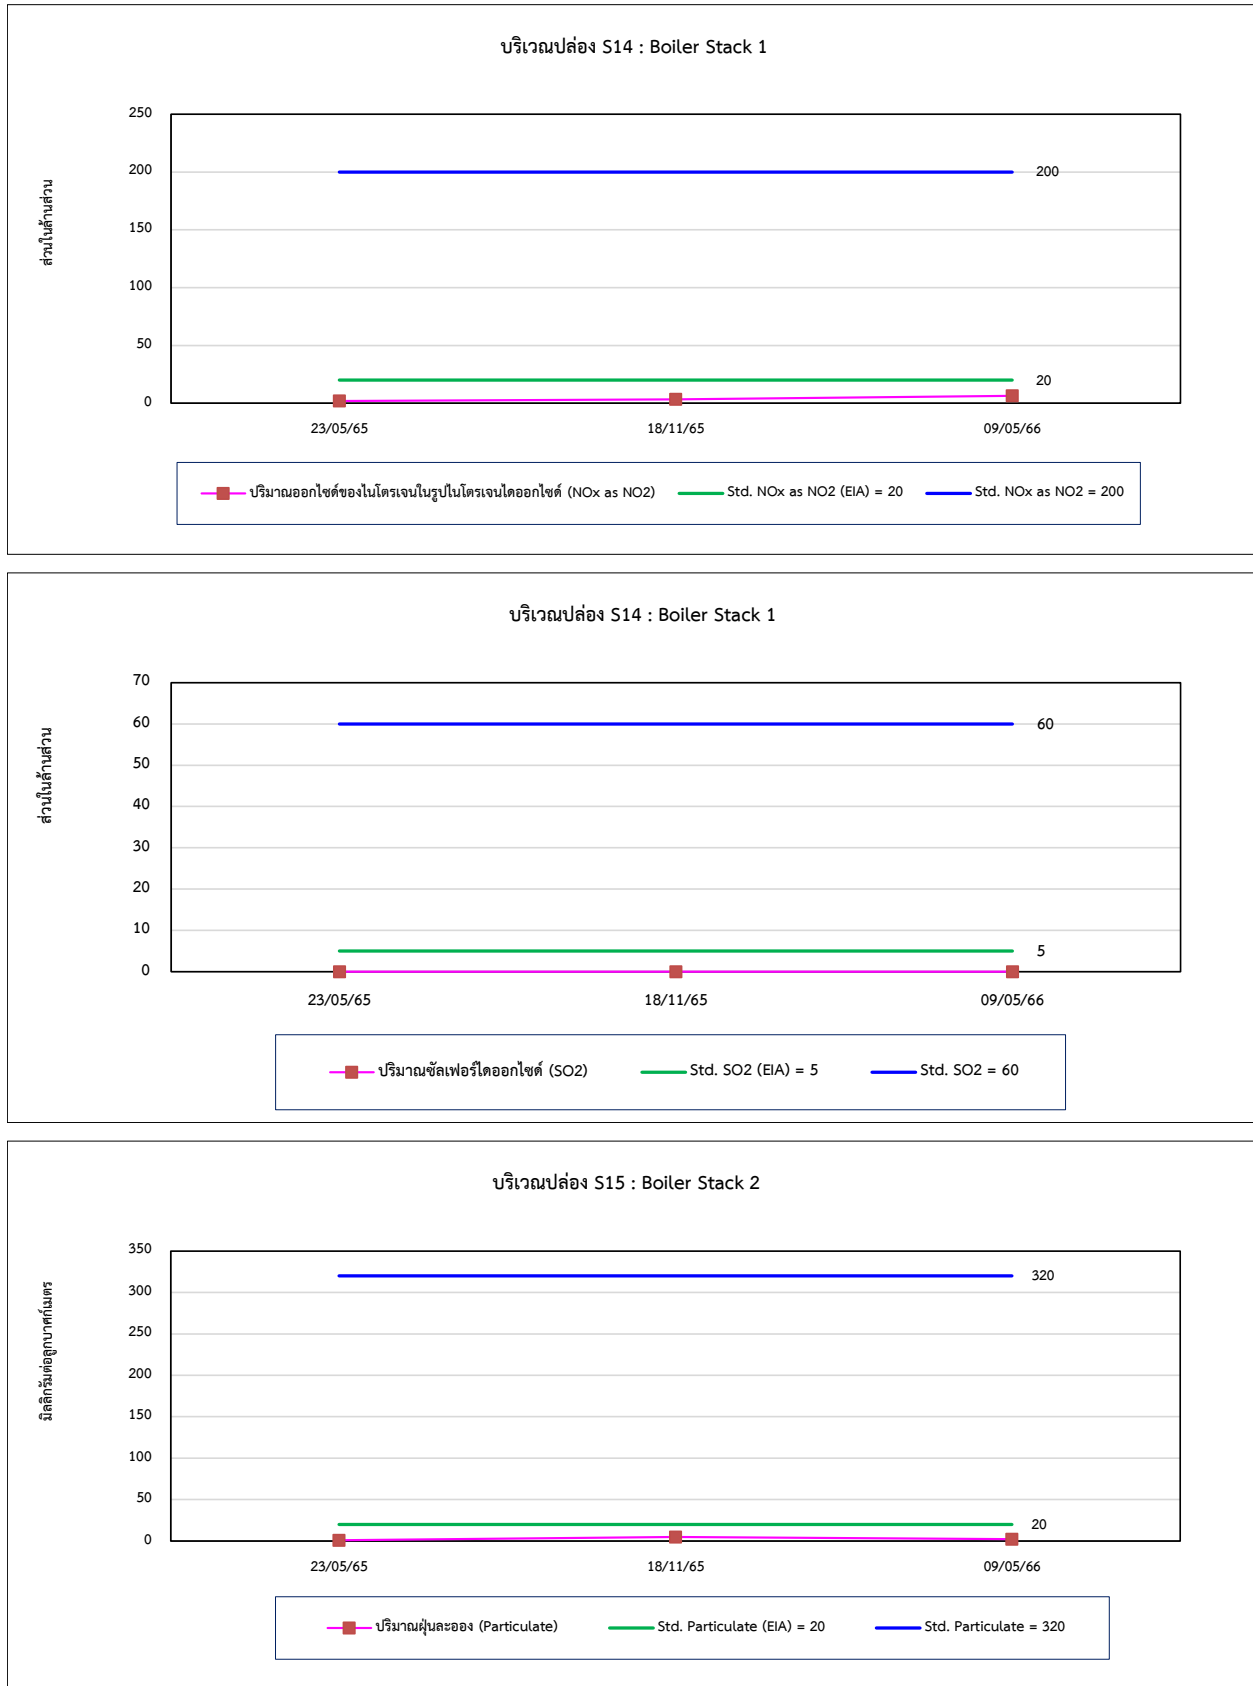 บริเวณปล่อง S14 : Boiler Stack 1
ส่วนในล้านส่วน
250
200
150
100
50
0
200
20
23/05/65 18/11/65 09/05/66
ปริมาณออกไซด์ของไนโตรเจนในรูปไนโตรเจนไดออกไซด์ (NOx as NO2) Std. NOx as NO2 (EIA) = 20 Std. NOx as NO2 = 200
บริเวณปล่อง S14 : Boiler Stack 1
ส่วนในล้านส่วน
70
60
50
40
30
20
10
0
60
5
23/05/65 18/11/65 09/05/66
ปริมาณซัลเฟอร์ไดออกไซด์ (SO2) Std. SO2 (EIA) = 5 Std. SO2 = 60
บริเวณปล่อง S15 : Boiler Stack 2
มิลลิกรัมต่อลูกบาศก์เมตร
350
300
250
200
150
100
50
0
320
20
23/05/65 18/11/65 09/05/66
ปริมาณฝุ่นละออง (Particulate) Std. Particulate (EIA) = 20 Std. Particulate = 320